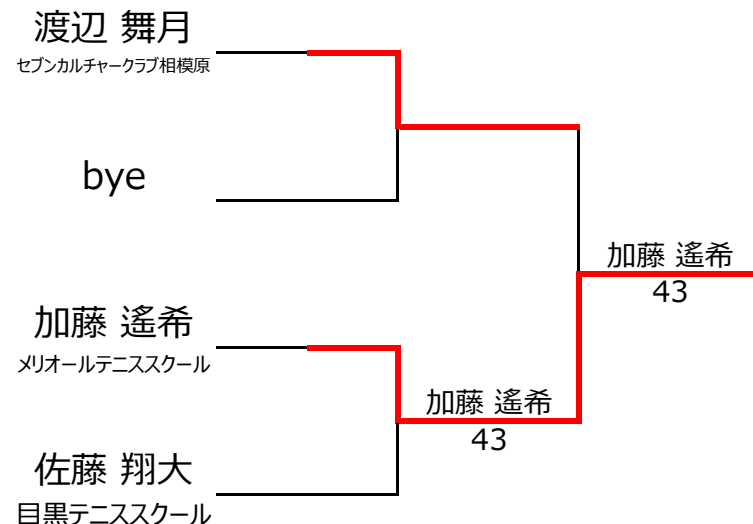 渡辺 舞月
セブンカルチャークラブ相模原
bye
加藤 遙希
43
加藤 遙希
メリオールテニススクール
加藤 遙希
43
佐藤 翔大
目黒テニススクール